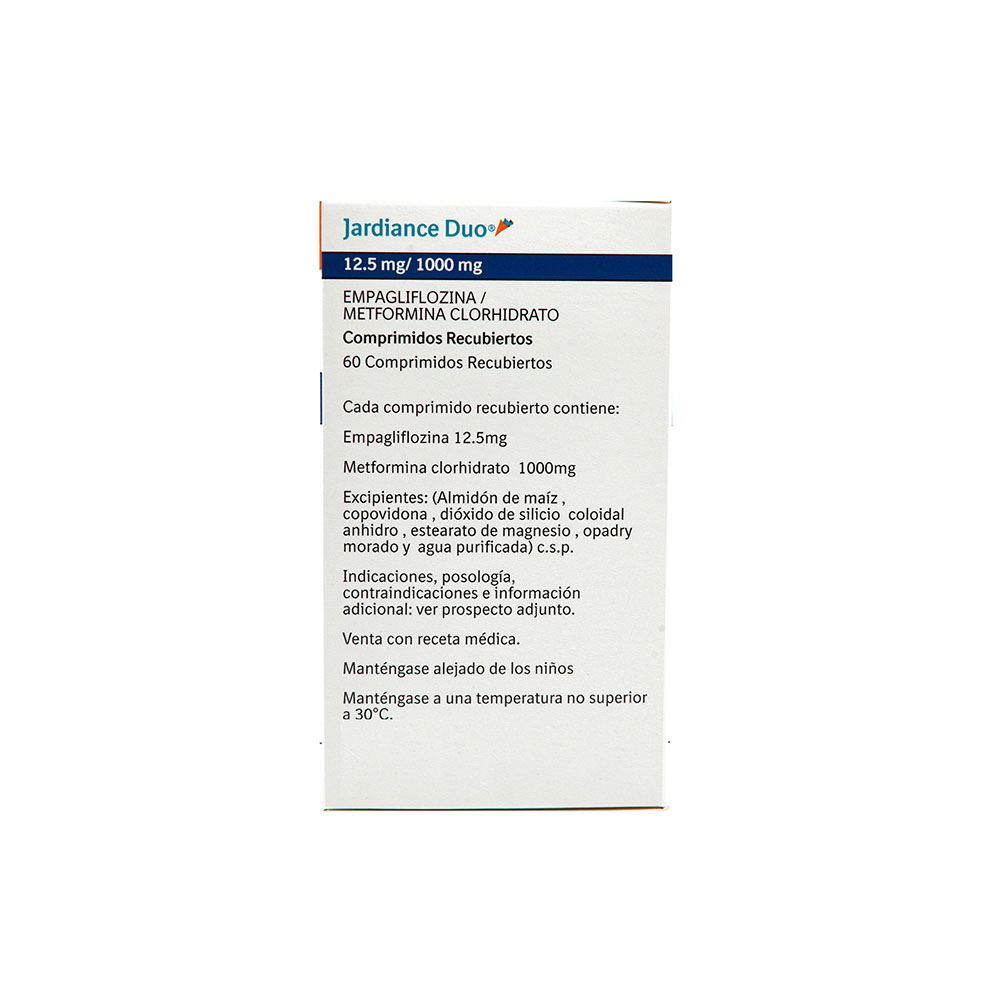 Jardiance Duo®
12.5 mg/ 1000 mg
EMPAGLIFLOZINA /
METFORMINA CLORHIDRATO
Comprimidos Recubiertos
60 Comprimidos Recubiertos
Cada comprimido recubierto contiene:
Empagliflozina 12.5mg
Metformina clorhidrato 1000mg
Excipientes: (Almidón de maíz ,
copovidona , dióxido de silicio coloidal
anhidro , estearato de magnesio , opadry
morado y agua purificada) c.s.p.
Indicaciones, posología,
contraindicaciones e información
adicional: ver prospecto adjunto.
Venta con receta médica.
Manténgase alejado de los niños
Manténgase a una temperatura no superior
a 30°C.